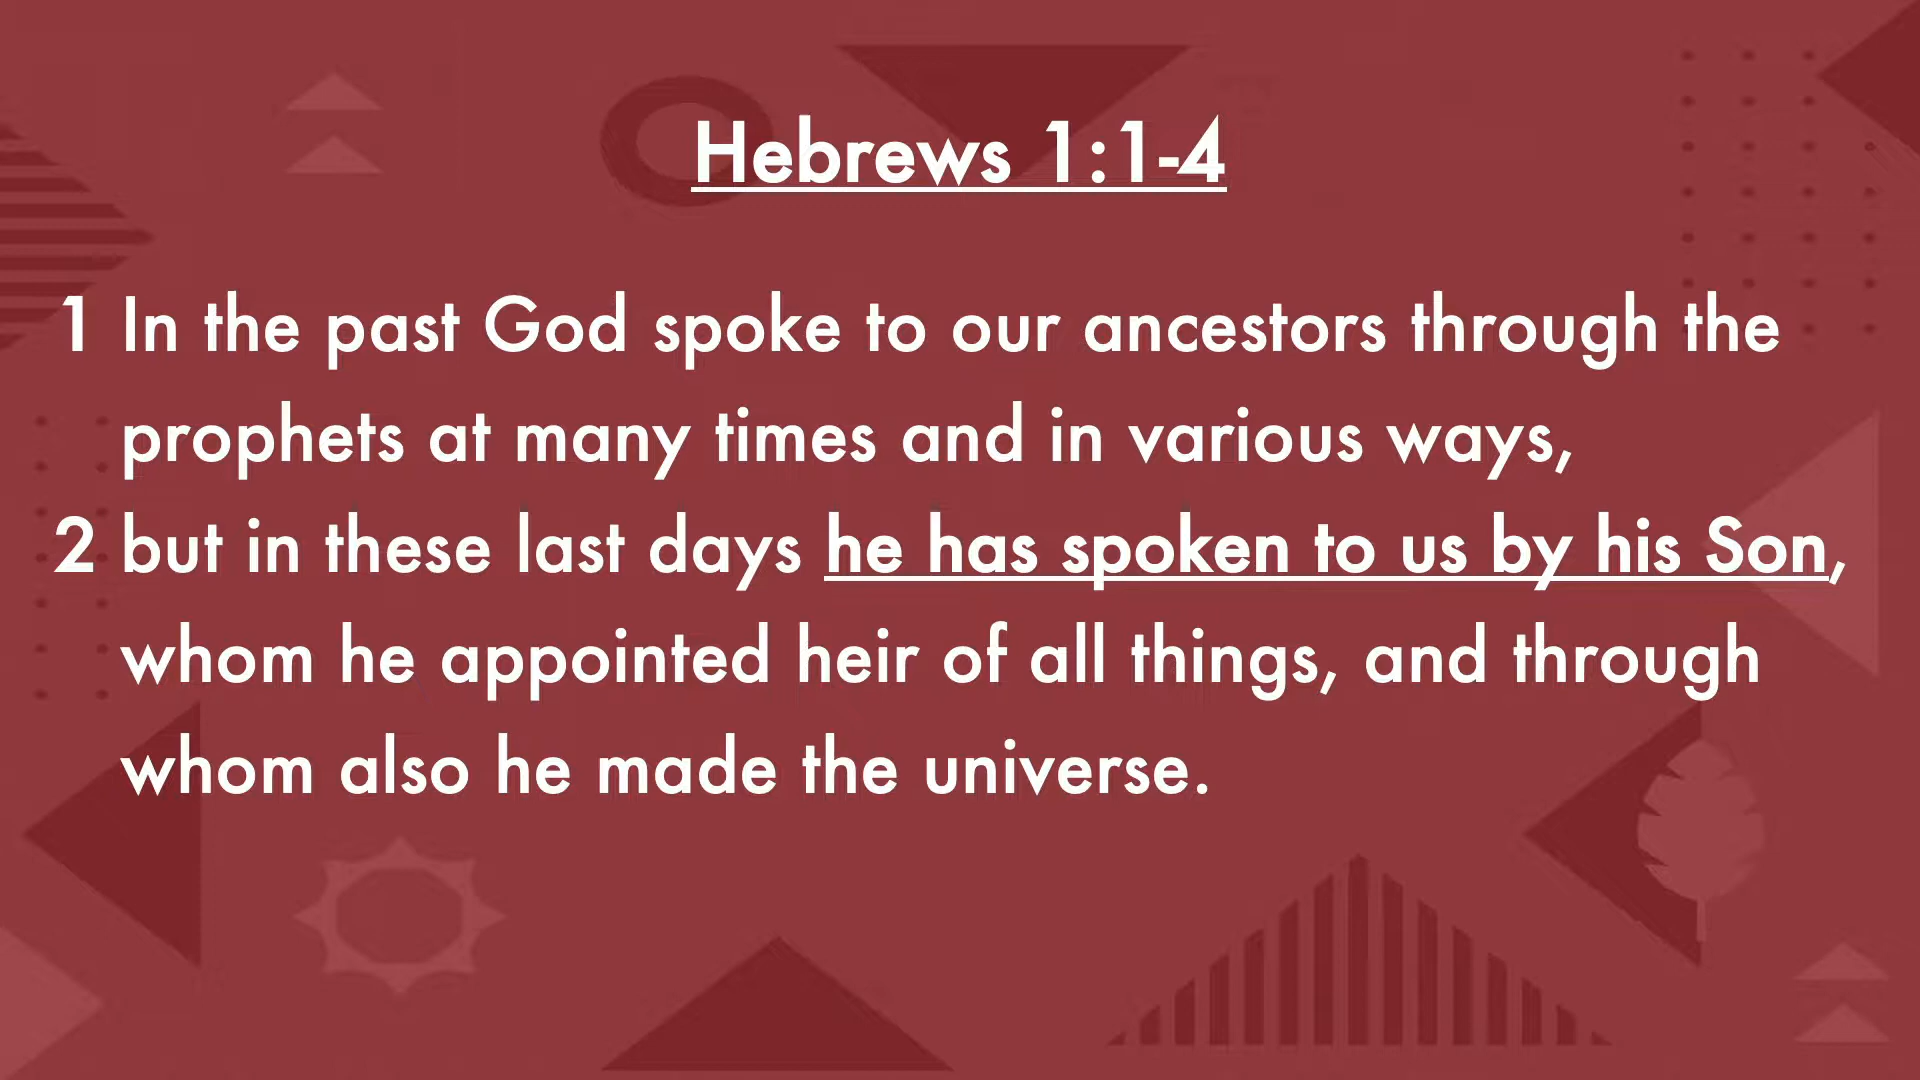 Hebrews 1:1-4
1 In the past God spoke to our ancestors through the
prophets at many times and in various ways,
2 but in these last days he has spoken to us by his Son,
whom he appointed heir of all things, and through
whom also he made the universe.